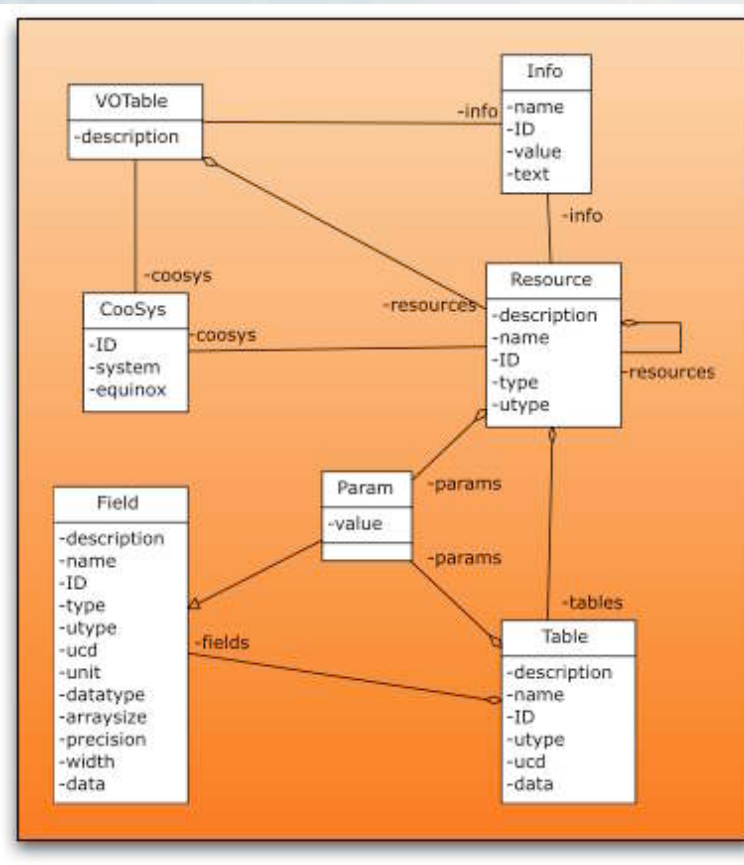 VOTable
-description
-info
Info
-name
-ID
-value
-text
-info
-coosys
CooSys
-ID
-system
-equinox
-coosys
-resources
Resource
-description
-name
-ID
-type
-utype
-resources
Param
-value
-params
-params
Field
-description
-name
-ID
-type
-utype
-ucd
-unit
-datatype
-arraysize
-precision
-width
-data
-fields
-tables
Table
-description
-name
-ID
-utype
-ucd
-data